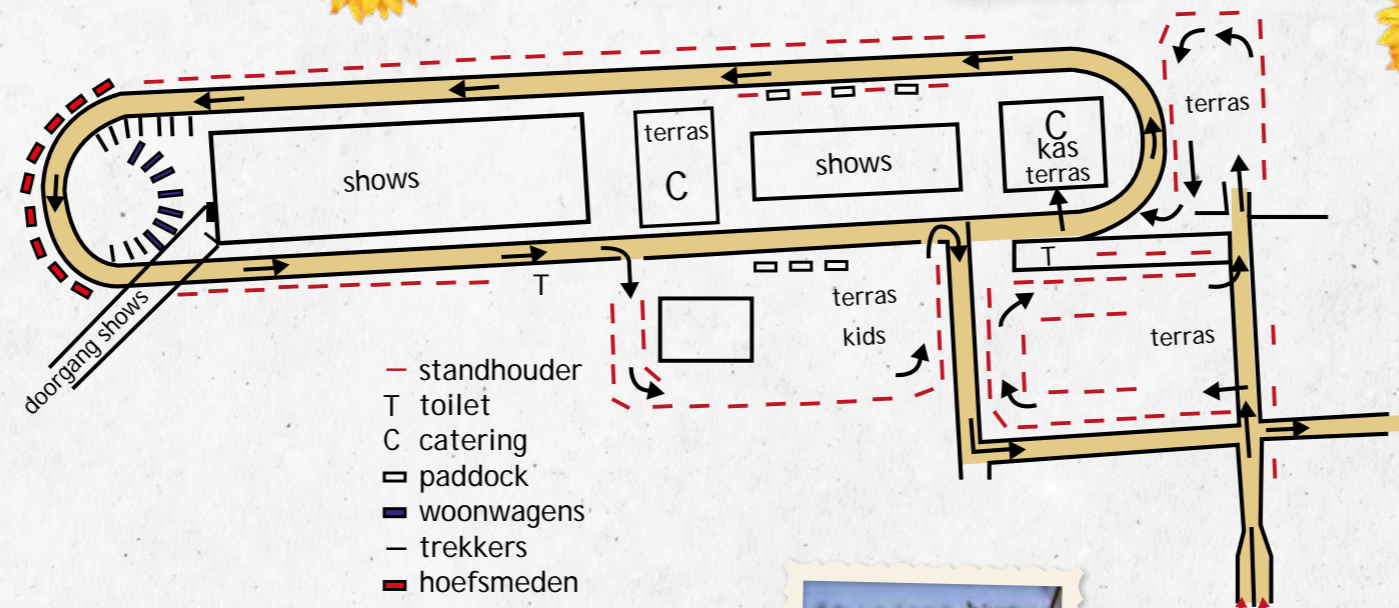 terras
terras
C
shows
shows
C
kas
terras
T
T
doorgang shows
terras
kids
terras
standhouder
T toilet
C catering
paddock
woonwagens
trekkers
hoefsmeden